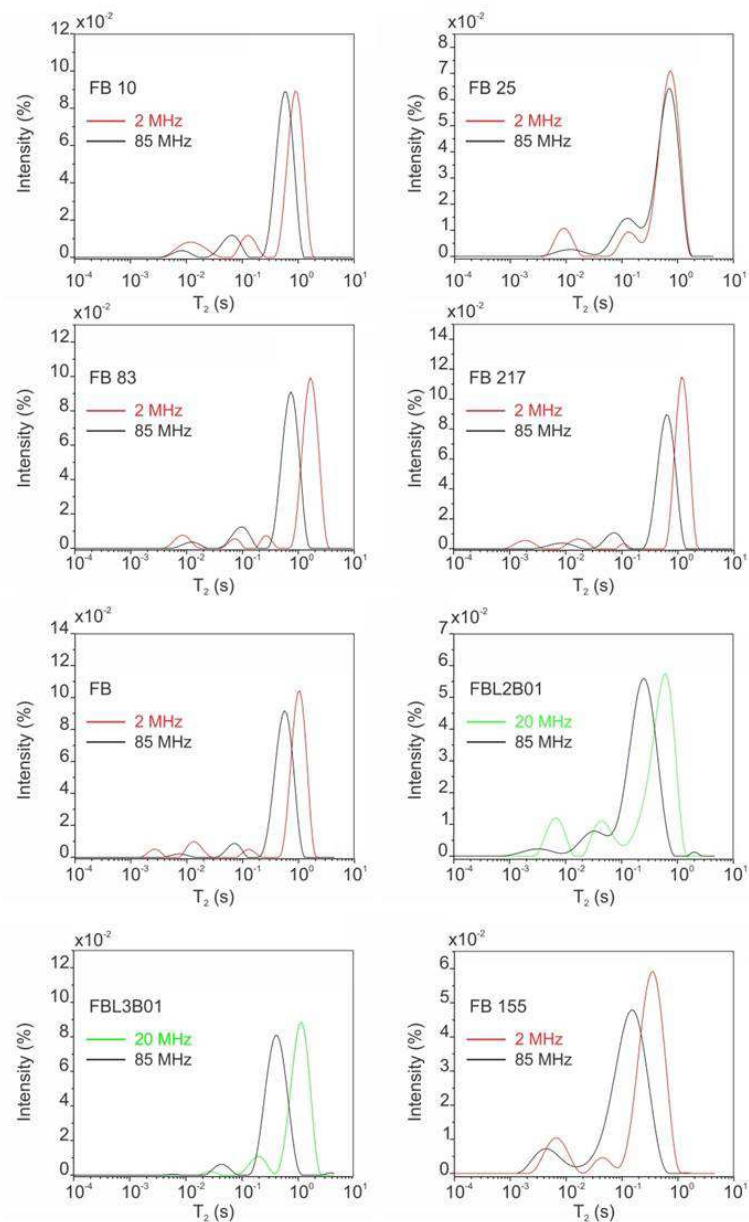 x10⁻²
12
10
8
6
4
2
0
Intensity (%)
FB 10
2 MHz
85 MHz
10⁻⁴ 10⁻³ 10⁻² 10⁻¹ 10⁰ 10¹
T₂ (s)
x10⁻²
8
7
6
5
4
3
2
1
0
Intensity (%)
FB 25
2 MHz
85 MHz
10⁻⁴ 10⁻³ 10⁻² 10⁻¹ 10⁰ 10¹
T₂ (s)
x10⁻²
12
10
8
6
4
2
0
Intensity (%)
FB 83
2 MHz
85 MHz
10⁻⁴ 10⁻³ 10⁻² 10⁻¹ 10⁰ 10¹
T₂ (s)
x10⁻²
14
12
10
8
6
4
2
0
Intensity (%)
FB 217
2 MHz
85 MHz
10⁻⁴ 10⁻³ 10⁻² 10⁻¹ 10⁰ 10¹
T₂ (s)
x10⁻²
14
12
10
8
6
4
2
0
Intensity (%)
FB
2 MHz
85 MHz
10⁻⁴ 10⁻³ 10⁻² 10⁻¹ 10⁰ 10¹
T₂ (s)
x10⁻²
7
6
5
4
3
2
1
0
Intensity (%)
FBL2B01
20 MHz
85 MHz
10⁻⁴ 10⁻³ 10⁻² 10⁻¹ 10⁰ 10¹
T₂ (s)
x10⁻²
12
10
8
6
4
2
0
Intensity (%)
FBL3B01
20 MHz
85 MHz
10⁻⁴ 10⁻³ 10⁻² 10⁻¹ 10⁰ 10¹
T₂ (s)
x10⁻²
6
5
4
3
2
1
0
Intensity (%)
FB 155
2 MHz
85 MHz
10⁻⁴ 10⁻³ 10⁻² 10⁻¹ 10⁰ 10¹
T₂ (s)